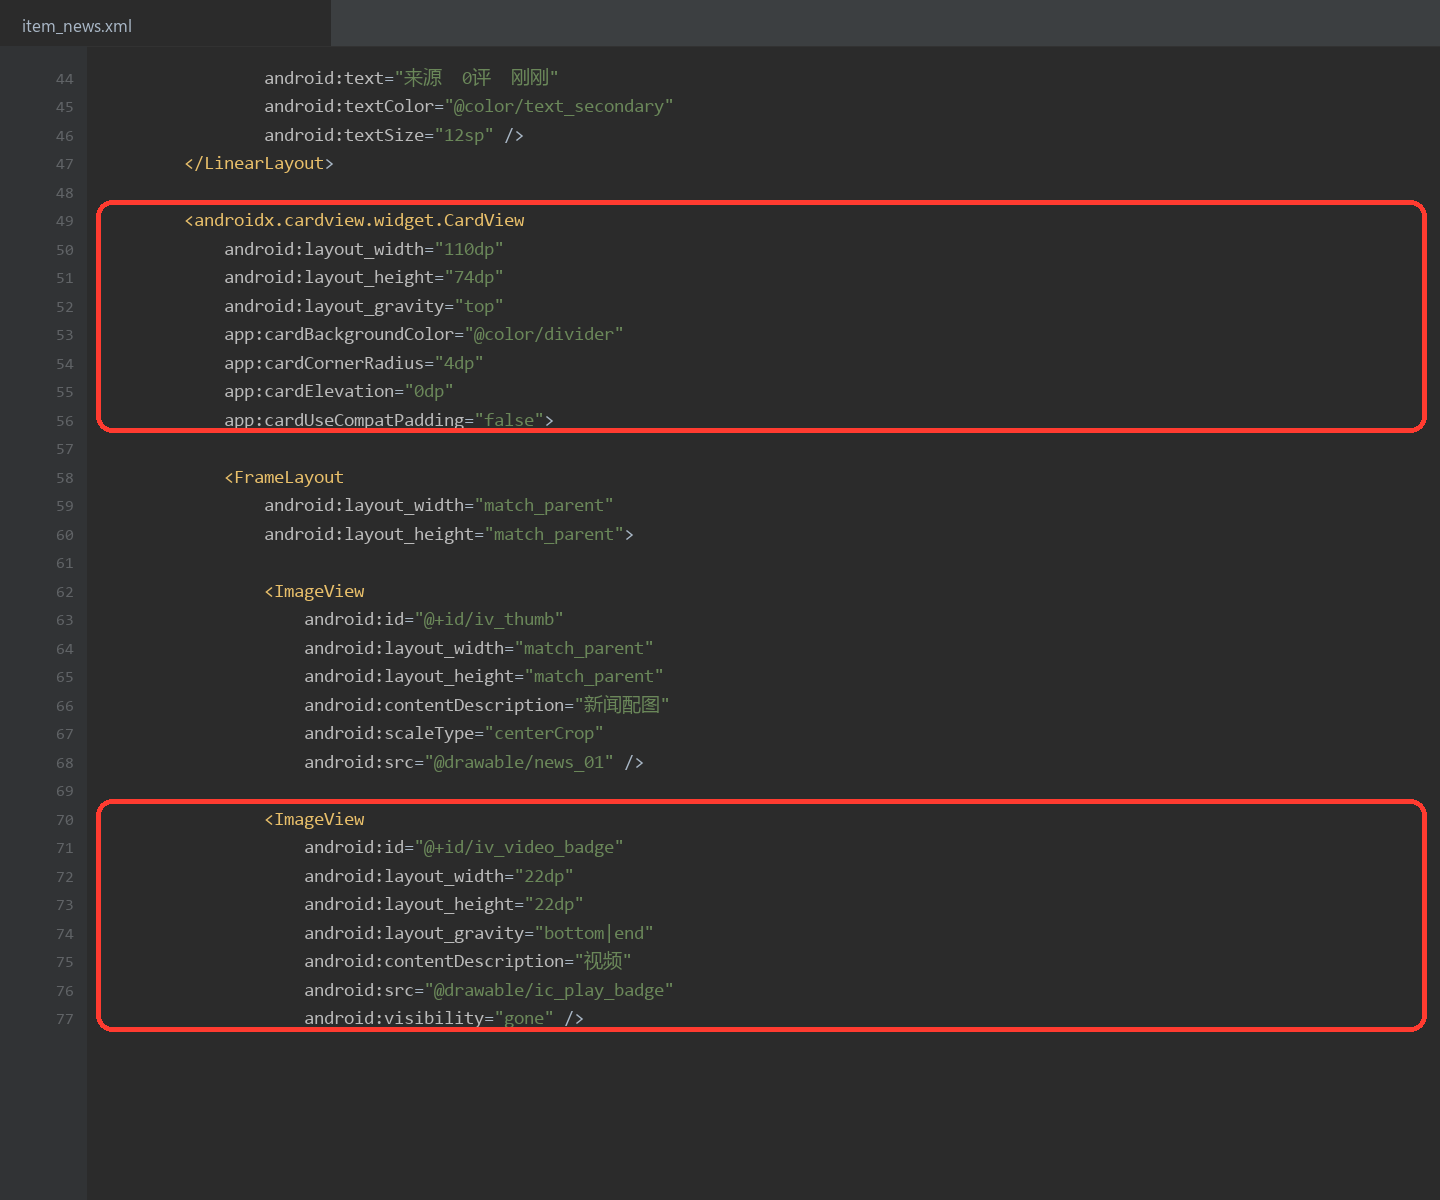 item_news.xml
44 android:text="来源  0评  刚刚"
45 android:textColor="@color/text_secondary"
46 android:textSize="12sp" />
47 </LinearLayout>
48
49 <androidx.cardview.widget.CardView
50 android:layout_width="110dp"
51 android:layout_height="74dp"
52 android:layout_gravity="top"
53 app:cardBackgroundColor="@color/divider"
54 app:cardCornerRadius="4dp"
55 app:cardElevation="0dp"
56 app:cardUseCompatPadding="false">
57
58 <FrameLayout
59 android:layout_width="match_parent"
60 android:layout_height="match_parent">
61
62 <ImageView
63 android:id="@+id/iv_thumb"
64 android:layout_width="match_parent"
65 android:layout_height="match_parent"
66 android:contentDescription="新闻配图"
67 android:scaleType="centerCrop"
68 android:src="@drawable/news_01" />
69
70 <ImageView
71 android:id="@+id/iv_video_badge"
72 android:layout_width="22dp"
73 android:layout_height="22dp"
74 android:layout_gravity="bottom|end"
75 android:contentDescription="视频"
76 android:src="@drawable/ic_play_badge"
77 android:visibility="gone" />